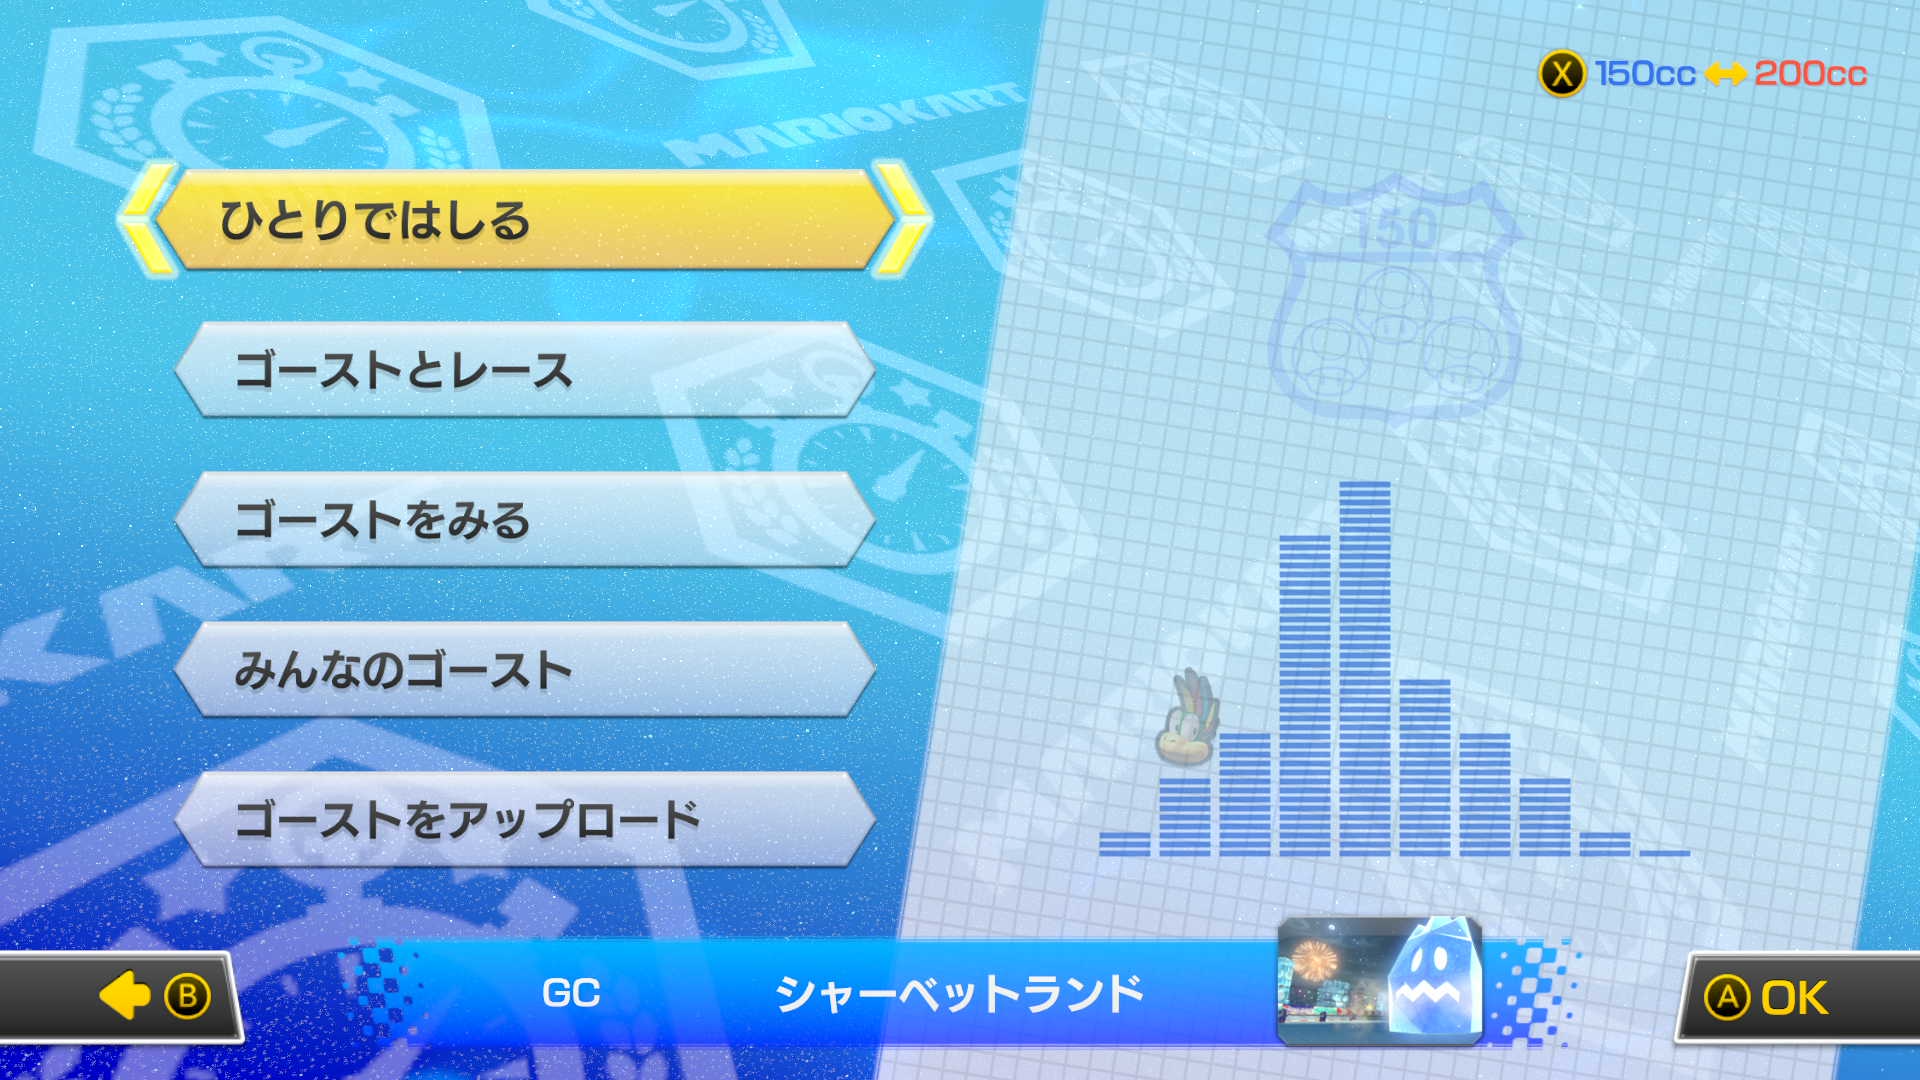 X 150cc ↔ 200cc
MARIOKART
150
ひとりではしる
ゴーストとレース
ゴーストをみる
みんなのゴースト
ゴーストをアップロード
B
GC シャーベットランド
A OK